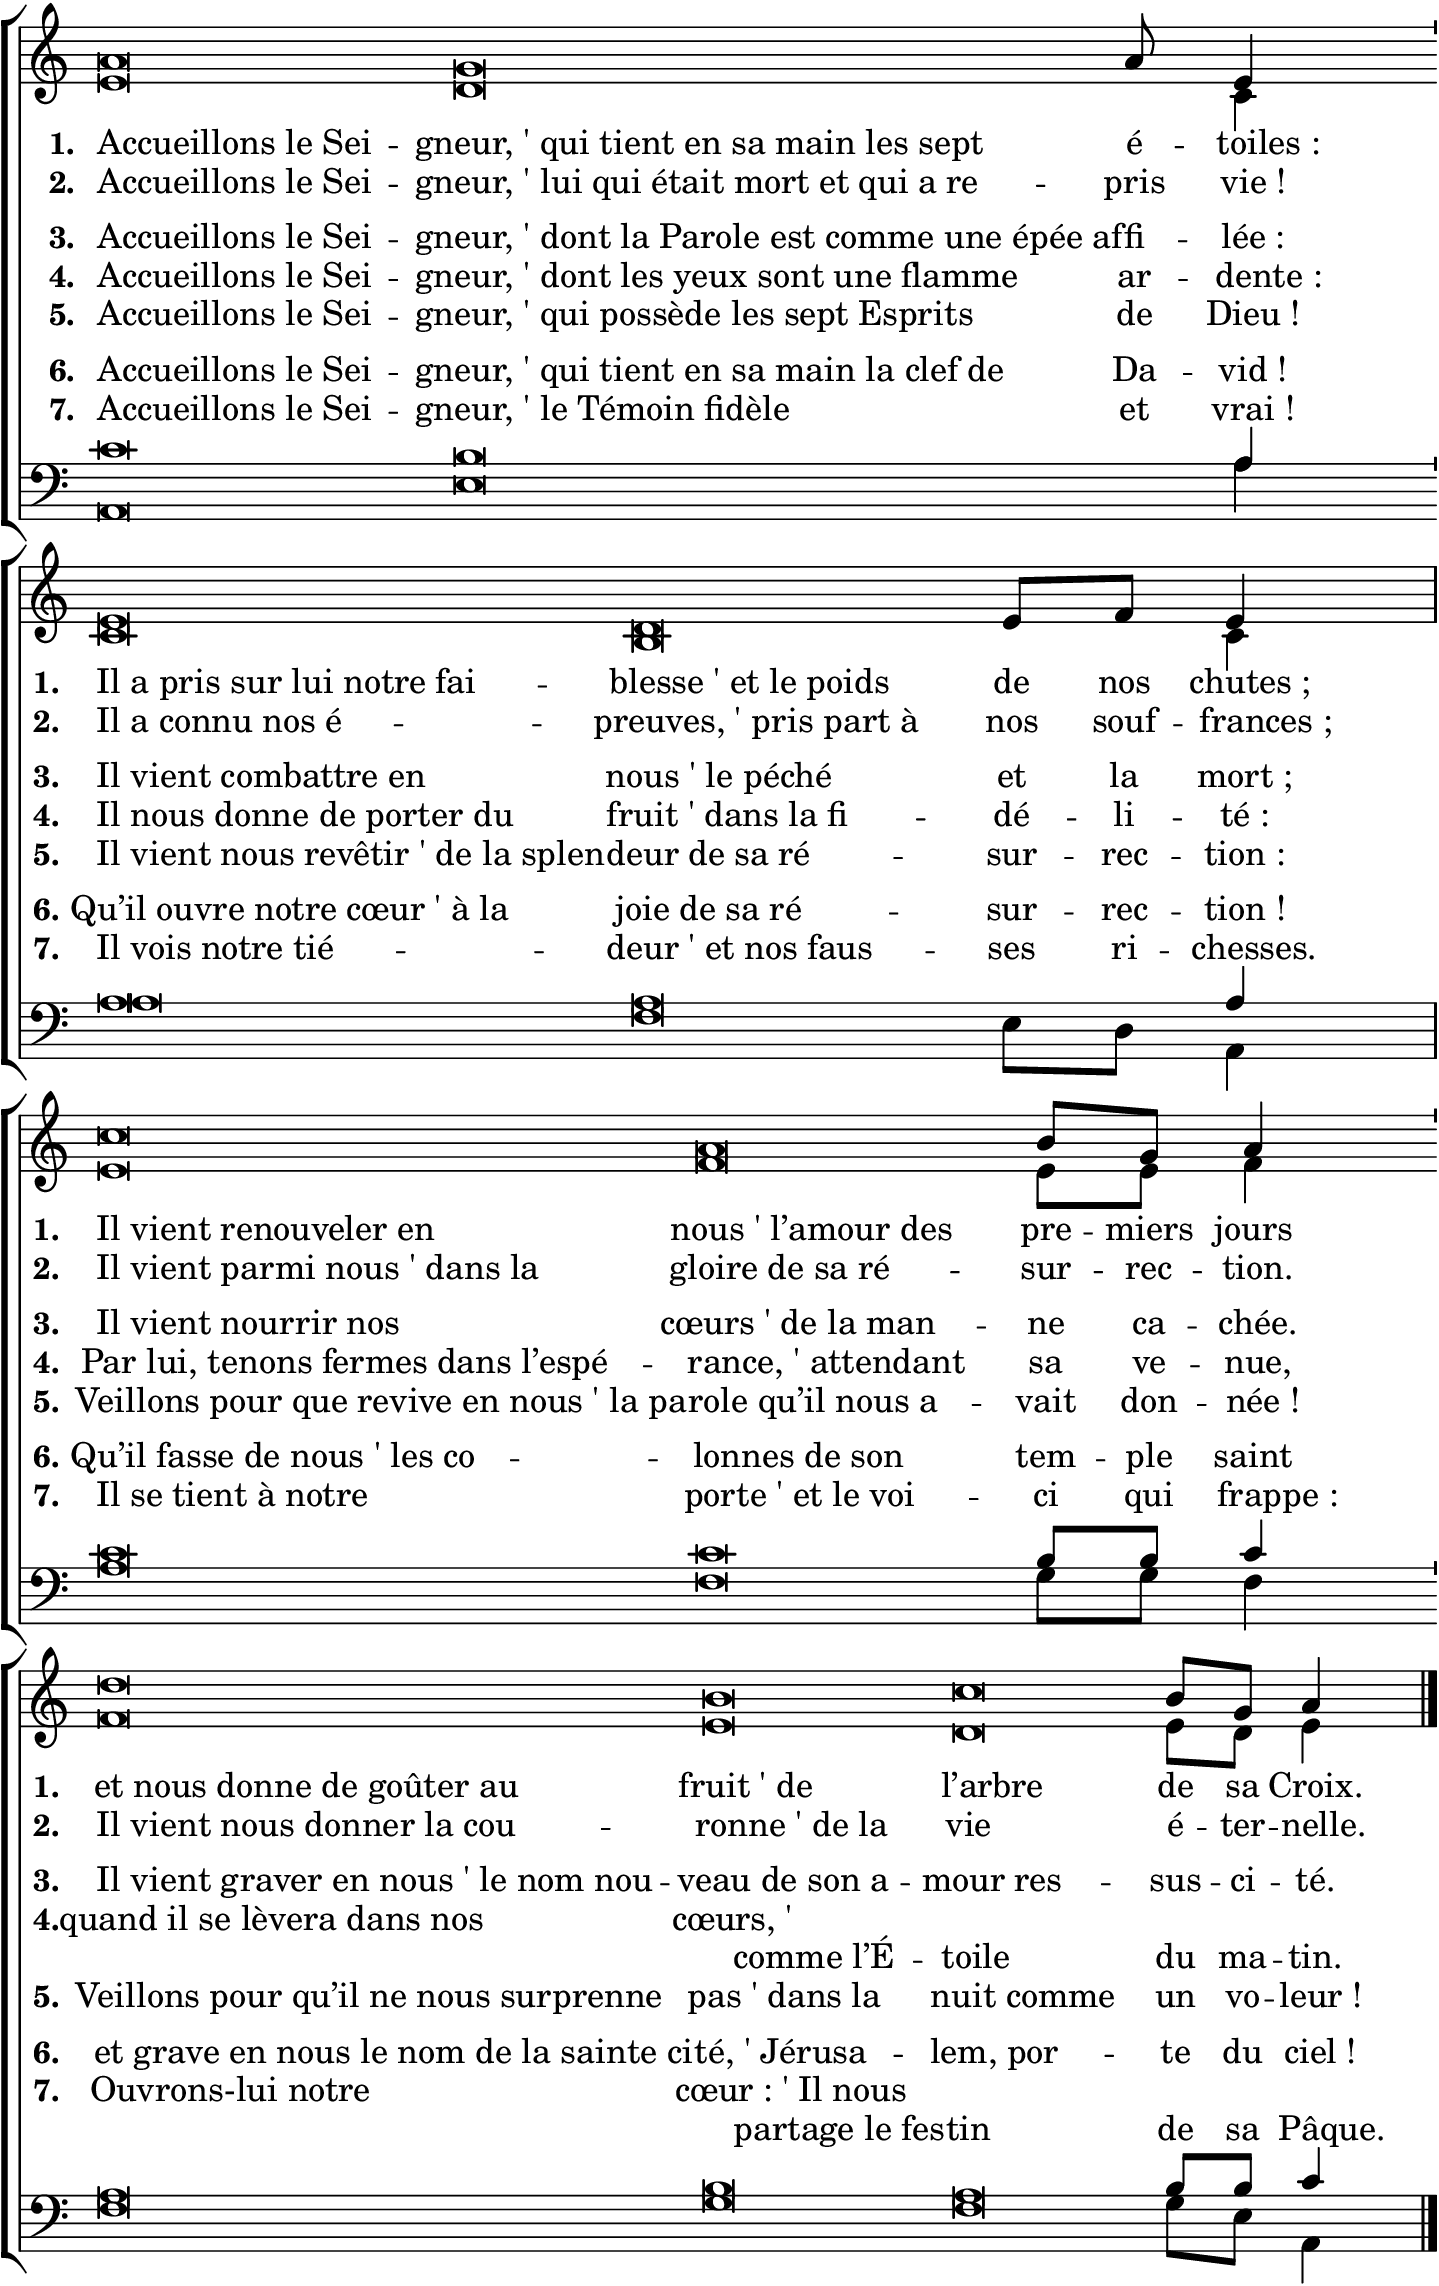 1. Accueillons le Sei -- gneur, ' qui tient en sa main les sept é -- toiles :
2. Accueillons le Sei -- gneur, ' lui qui était mort et qui a re -- pris vie !
3. Accueillons le Sei -- gneur, ' dont la Parole est comme une épée affi -- lée :
4. Accueillons le Sei -- gneur, ' dont les yeux sont une flamme ar -- dente :
5. Accueillons le Sei -- gneur, ' qui possède les sept Esprits de Dieu !
6. Accueillons le Sei -- gneur, ' qui tient en sa main la clef de Da -- vid !
7. Accueillons le Sei -- gneur, ' le Témoin fidèle et vrai !
1. Il a pris sur lui notre fai -- blesse ' et le poids de nos chutes ;
2. Il a connu nos é -- -- preuves, ' pris part à nos souf -- frances ;
3. Il vient combattre en nous ' le péché et la mort ;
4. Il nous donne de porter du fruit ' dans la fi -- dé -- li -- té :
5. Il vient nous revêtir ' de la splendeur de sa ré -- sur -- rec -- tion :
6. Qu’il ouvre notre cœur ' à la joie de sa ré -- sur -- rec -- tion !
7. Il vois notre tié -- -- deur ' et nos faus -- ses ri -- chesses.
1. Il vient renouveler en nous ' l’amour des pre -- miers jours
2. Il vient parmi nous ' dans la gloire de sa ré -- sur -- rec -- tion.
3. Il vient nourrir nos cœurs ' de la man -- ne ca -- chée.
4. Par lui, tenons fermes dans l’espé -- rance, ' attendant sa ve -- nue,
5. Veillons pour que revive en nous ' la parole qu’il nous a -- vait don -- née !
6. Qu’il fasse de nous ' les co -- -- lonnes de son tem -- ple saint
7. Il se tient à notre porte ' et le voi -- ci qui frappe :
1. et nous donne de goûter au fruit ' de l’arbre de sa Croix.
2. Il vient nous donner la cou -- ronne ' de la vie é -- ter -- nelle.
3. Il vient graver en nous ' le nom nou -- veau de son a -- mour res -- sus -- ci -- té.
4. quand il se lèvera dans nos cœurs, '
comme l’É -- toile du ma -- tin.
5. Veillons pour qu’il ne nous surprenne pas ' dans la nuit comme un vo -- leur !
6. et grave en nous le nom de la sainte cité, ' Jérusa -- lem, por -- te du ciel !
7. Ouvrons-lui notre cœur : ' Il nous
partage le festin de sa Pâque.